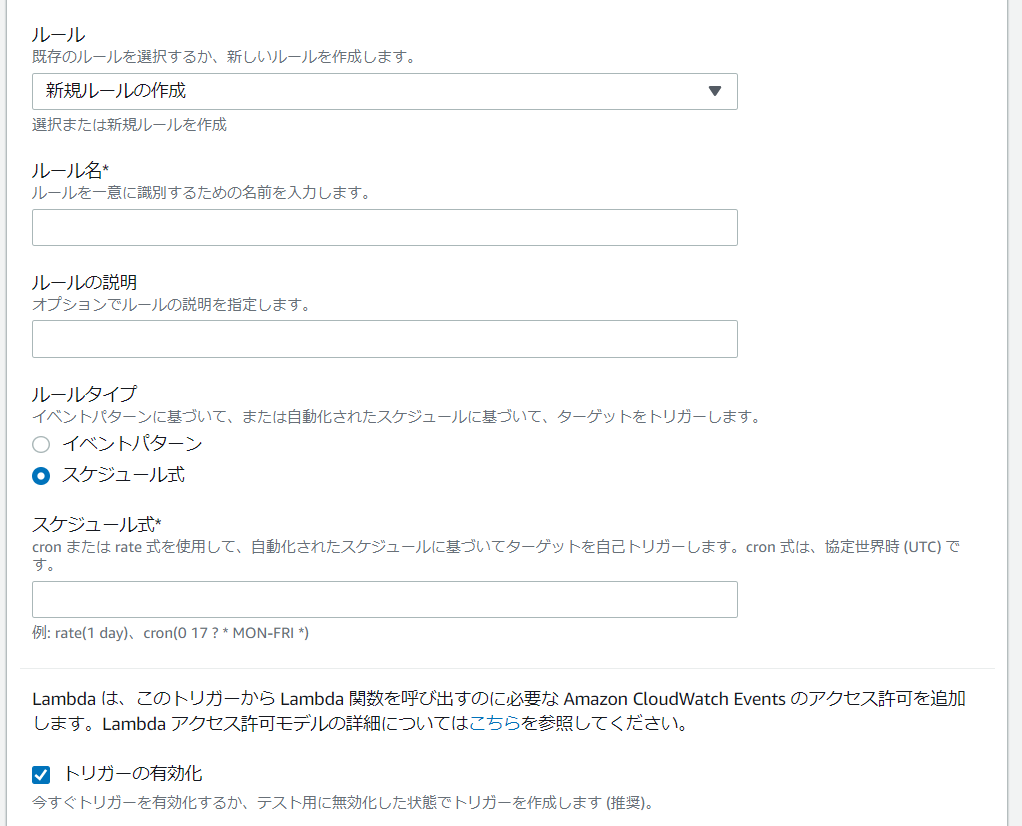 ルール
既存のルールを選択するか、新しいルールを作成します。
新規ルールの作成
選択または新規ルールを作成
ルール名*
ルールを一意に識別するための名前を入力します。
ルールの説明
オプションでルールの説明を指定します。
ルールタイプ
イベントパターンに基づいて、または自動化されたスケジュールに基づいて、ターゲットをトリガーします。
イベントパターン
スケジュール式
スケジュール式*
cron または rate 式を使用して、自動化されたスケジュールに基づいてターゲットを自己トリガーします。cron 式は、協定世界時 (UTC) で
す。
例: rate(1 day)、cron(0 17 ? * MON-FRI *)
Lambda は、このトリガーから Lambda 関数を呼び出すのに必要な Amazon CloudWatch Events のアクセス許可を追加
します。Lambda アクセス許可モデルの詳細についてはこちらを参照してください。
トリガーの有効化
今すぐトリガーを有効化するか、テスト用に無効化した状態でトリガーを作成します (推奨)。